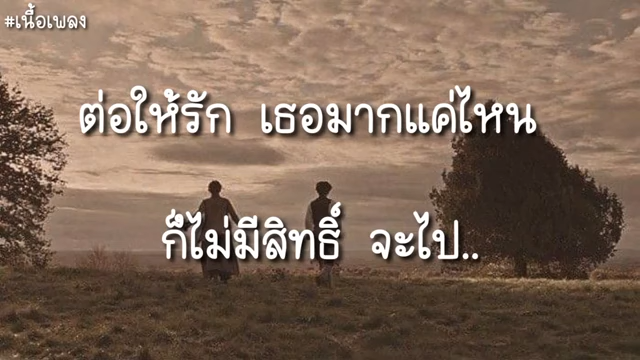 #เนื้อเพลง
ต่อให้รัก เธอมากแค่ไหน
ก็ไม่มีสิทธิ์ จะไป..